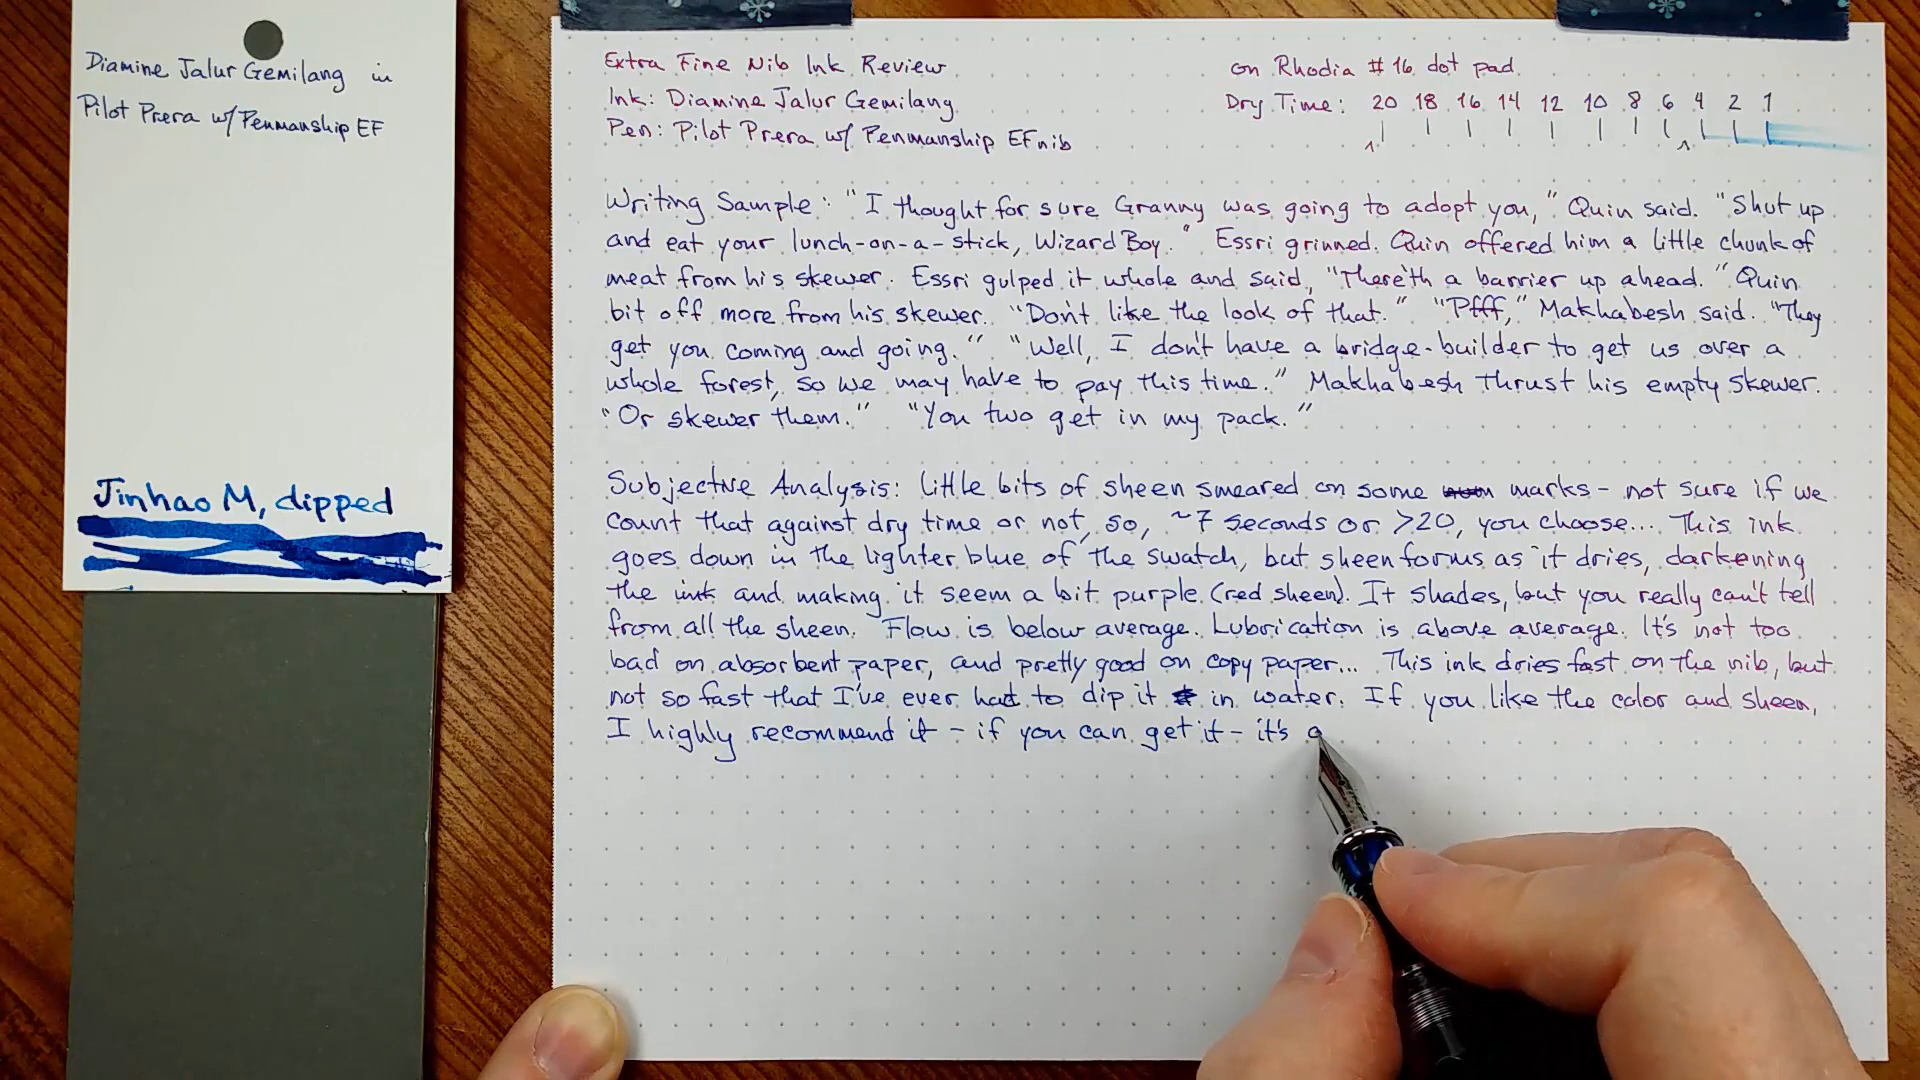 Diamine Jalur Gemilang in
Pilot Prera w/ Penmanship EF
Jinhao M, dipped
Extra Fine Nib Ink Review
Ink: Diamine Jalur Gemilang
Pen: Pilot Prera w/ Penmanship EF nib
on Rhodia #16 dot pad
Dry Time: 20 18 16 14 12 10 8 6 4 2 1
Writing Sample: "I thought for sure Granny was going to adopt you," Quin said. "Shut up
and eat your lunch-on-a-stick, Wizard Boy." Essri grinned. Quin offered him a little chunk of
meat from his skewer. Essri gulped it whole and said, "There'th a barrier up ahead." Quin
bit off more from his skewer. "Don't like the look of that." "Pfff," Makhabesh said. "They
get you coming and going." "Well, I don't have a bridge-builder to get us over a
whole forest, so we may have to pay this time." Makhabesh thrust his empty skewer.
"Or skewer them." "You two get in my pack."
Subjective Analysis: Little bits of sheen smeared on some marks - not sure if we
count that against dry time or not, so, ~7 seconds or >20, you choose... This ink
goes down in the lighter blue of the swatch, but sheen forms as it dries, darkening
the ink and making it seem a bit purple (red sheen). It shades, but you really can't tell
from all the sheen. Flow is below average. Lubrication is above average. It's not too
bad on absorbent paper, and pretty good on copy paper... This ink dries fast on the nib, but
not so fast that I've ever had to dip it in water. If you like the color and sheen,
I highly recommend it - if you can get it - it's a